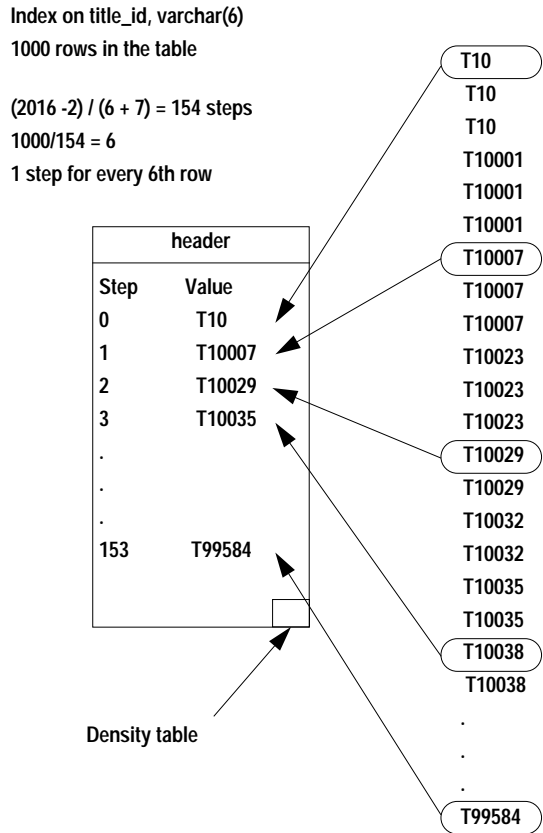 Index on title_id, varchar(6)
1000 rows in the table
(2016 -2) / (6 + 7) = 154 steps
1000/154 = 6
1 step for every 6th row
header
Step Value
0 T10
1 T10007
2 T10029
3 T10035
.
.
.
153 T99584
Density table
T10
T10
T10
T10001
T10001
T10001
T10007
T10007
T10007
T10023
T10023
T10023
T10029
T10029
T10032
T10032
T10035
T10035
T10038
T10038
.
.
.
T99584